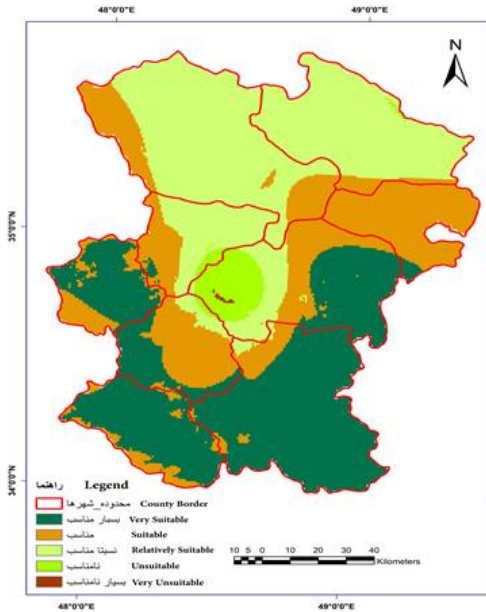 48°0'0"E 49°0'0"E
N
35°0'0"N
34°0'0"N
راهنما Legend
محدوده_شهرها County Border
بسیار مناسب Very Suitable
مناسب Suitable
نسبتا مناسب Relatively Suitable
نامناسب Unsuitable
بسیار نامناسب Very Unsuitable
10 5 0 10 20 30 40
Kilometers
48°0'0"E 49°0'0"E